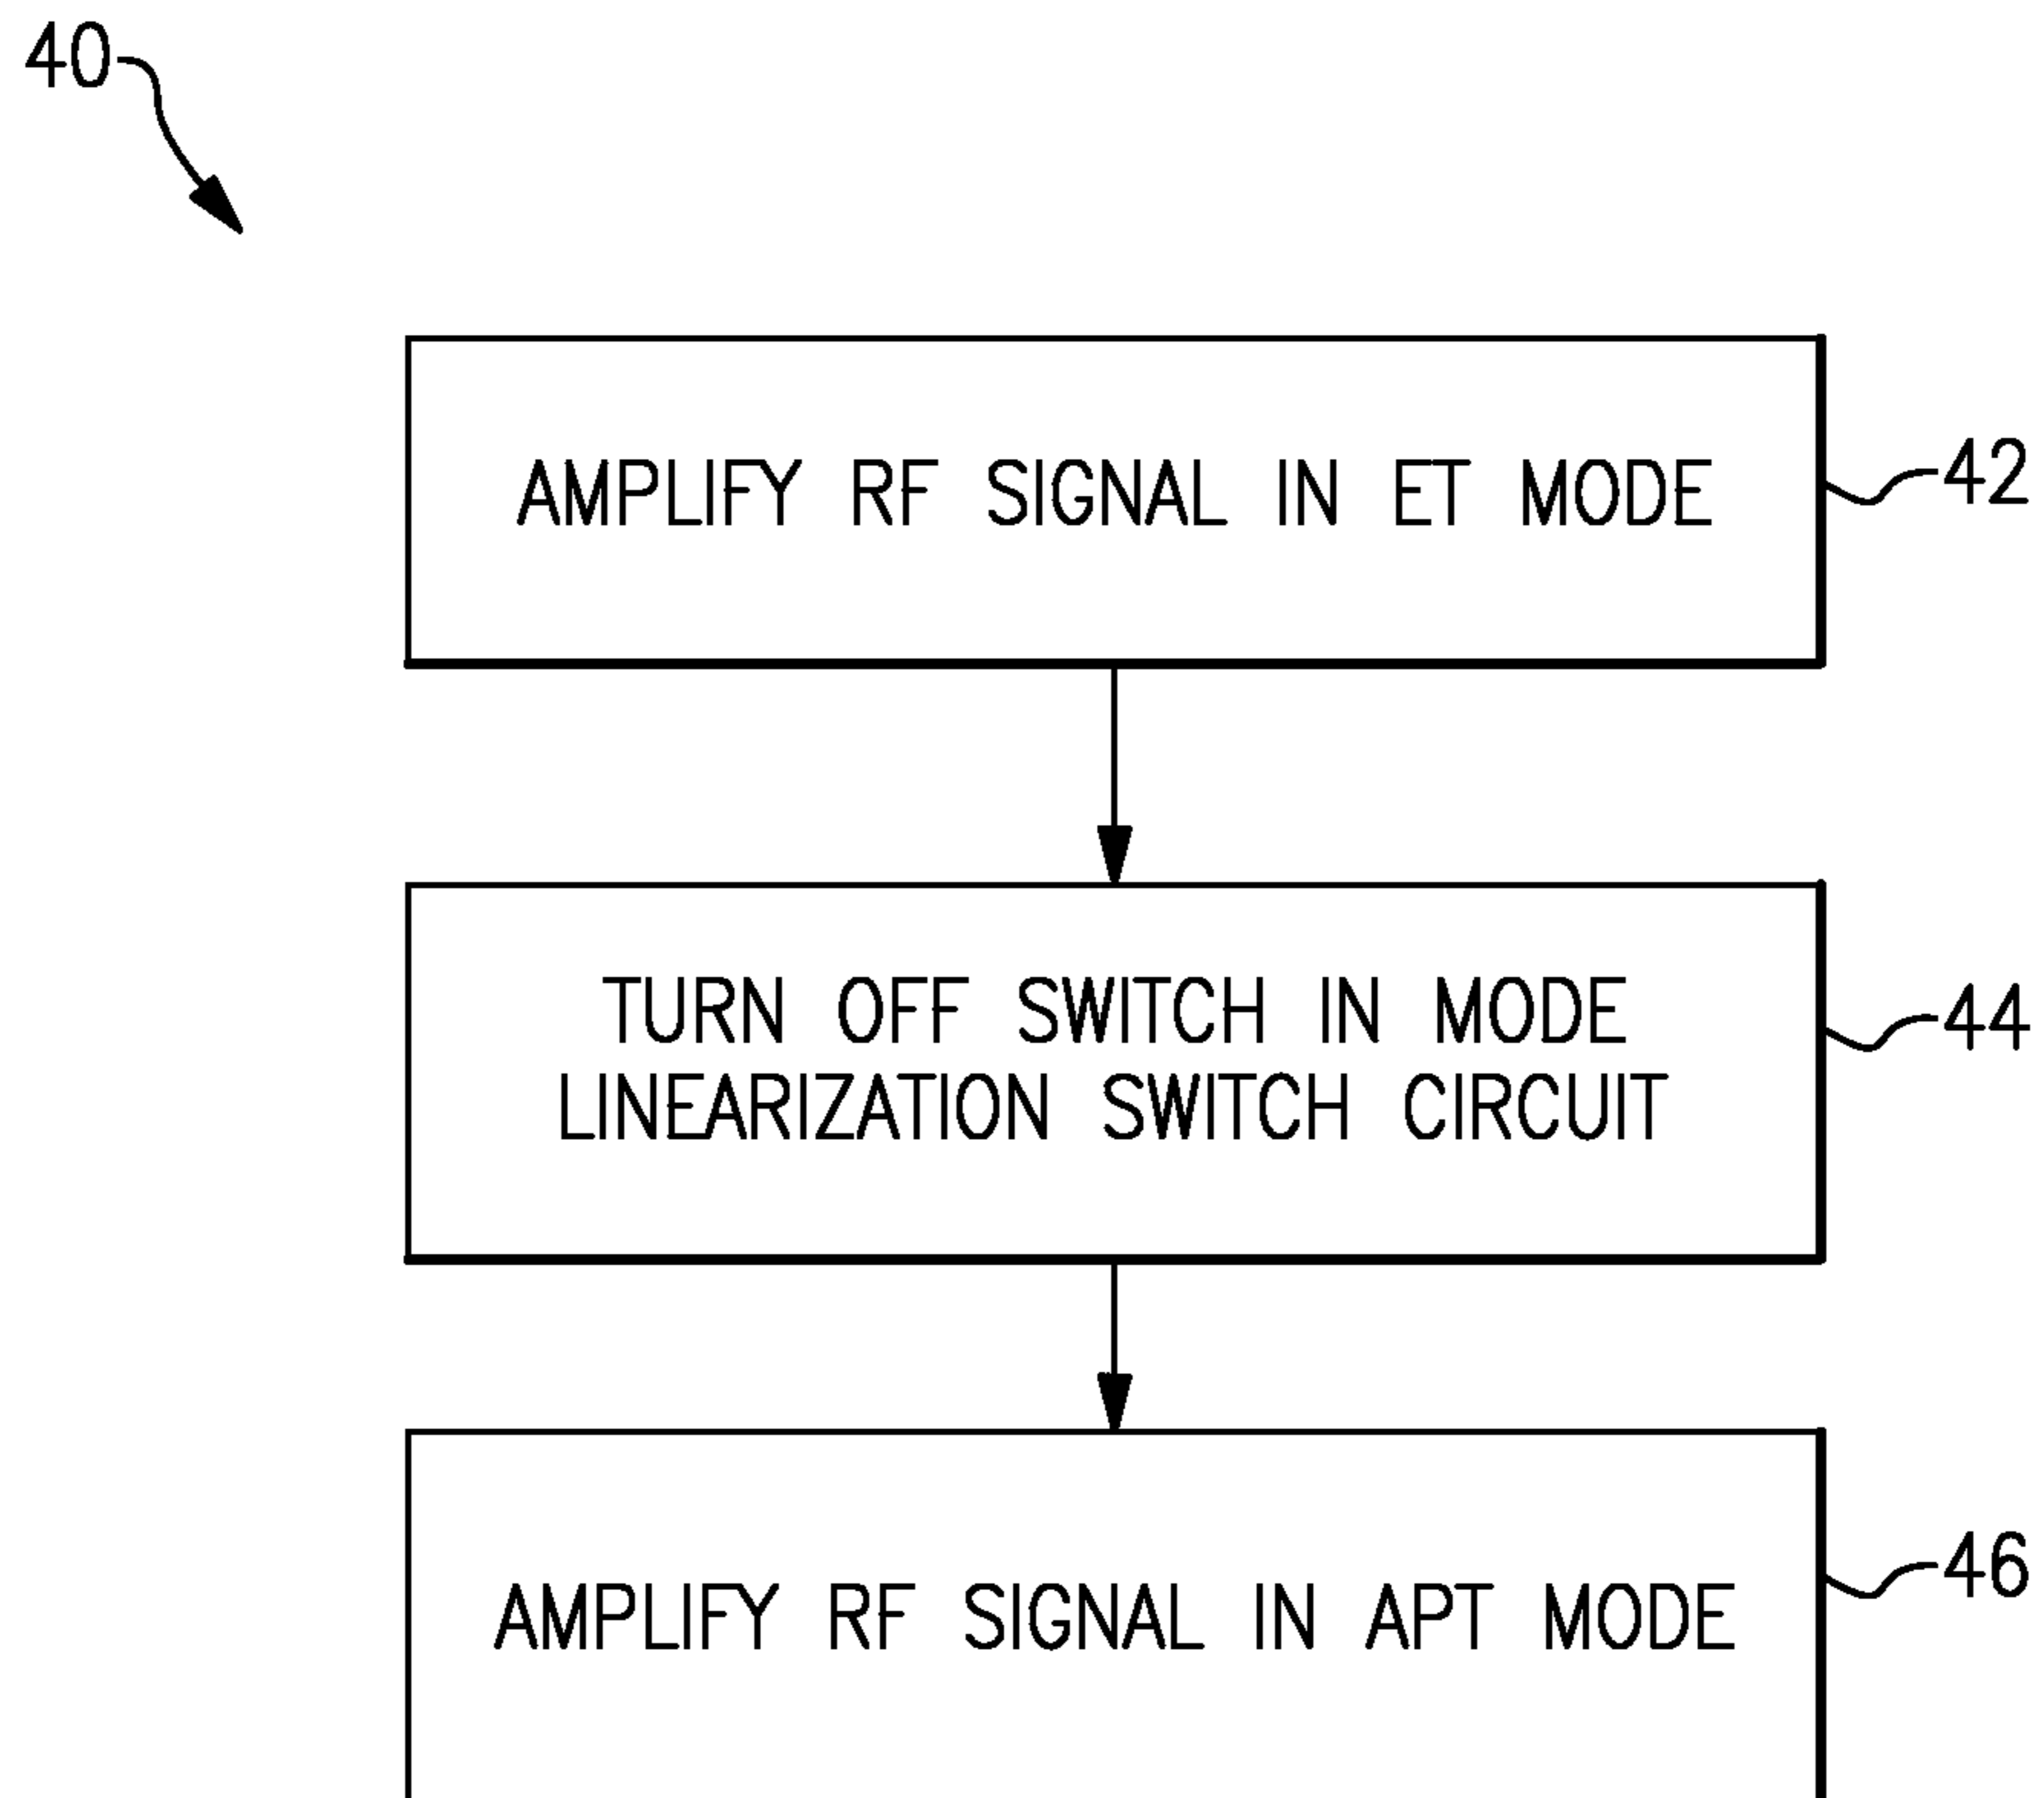 40
AMPLIFY RF SIGNAL IN ET MODE
42
TURN OFF SWITCH IN MODE
LINEARIZATION SWITCH CIRCUIT
44
AMPLIFY RF SIGNAL IN APT MODE
46